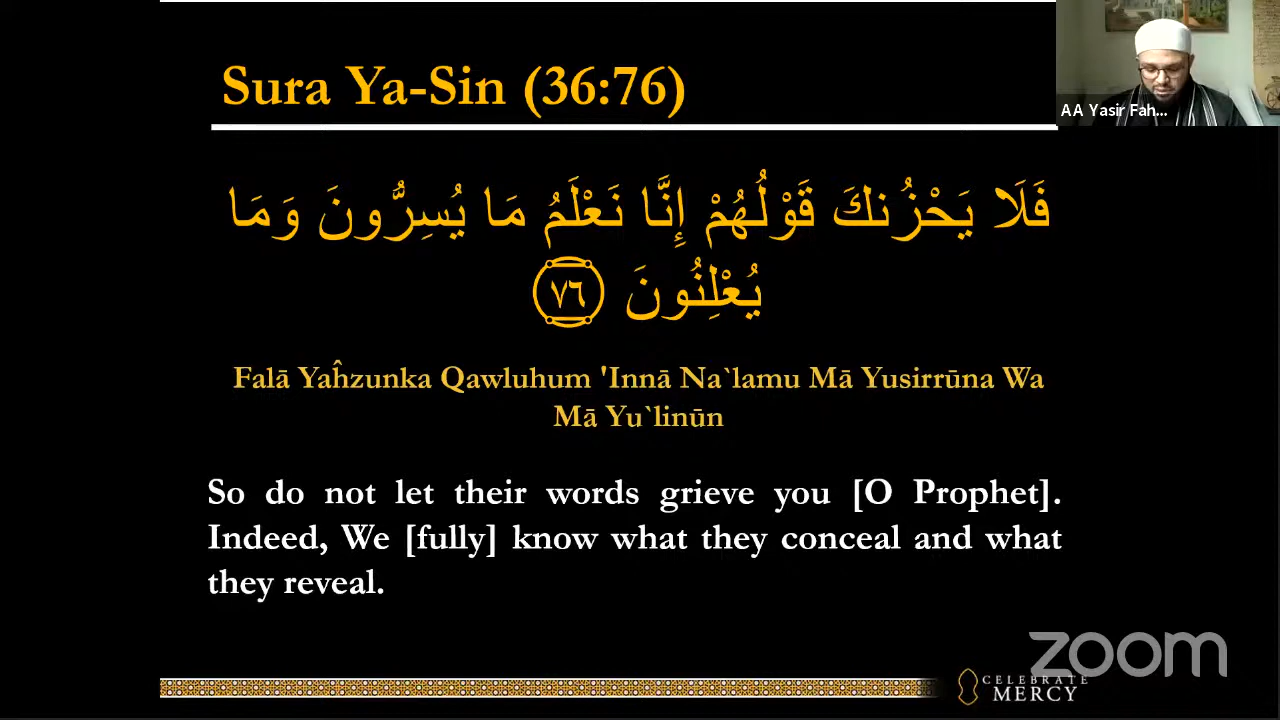 Sura Ya-Sin (36:76)
AA Yasir Fah...
فَلَا يَحْزُنكَ قَوْلُهُمْ إِنَّا نَعْلَمُ مَا يُسِرُّونَ وَمَا
يُعْلِنُونَ ٧٦
Falā Yaĥzunka Qawluhum 'Innā Na`lamu Mā Yusirrūna Wa
Mā Yu`linūn
So do not let their words grieve you [O Prophet].
Indeed, We [fully] know what they conceal and what
they reveal.
zoom
CELEBRATE
MERCY